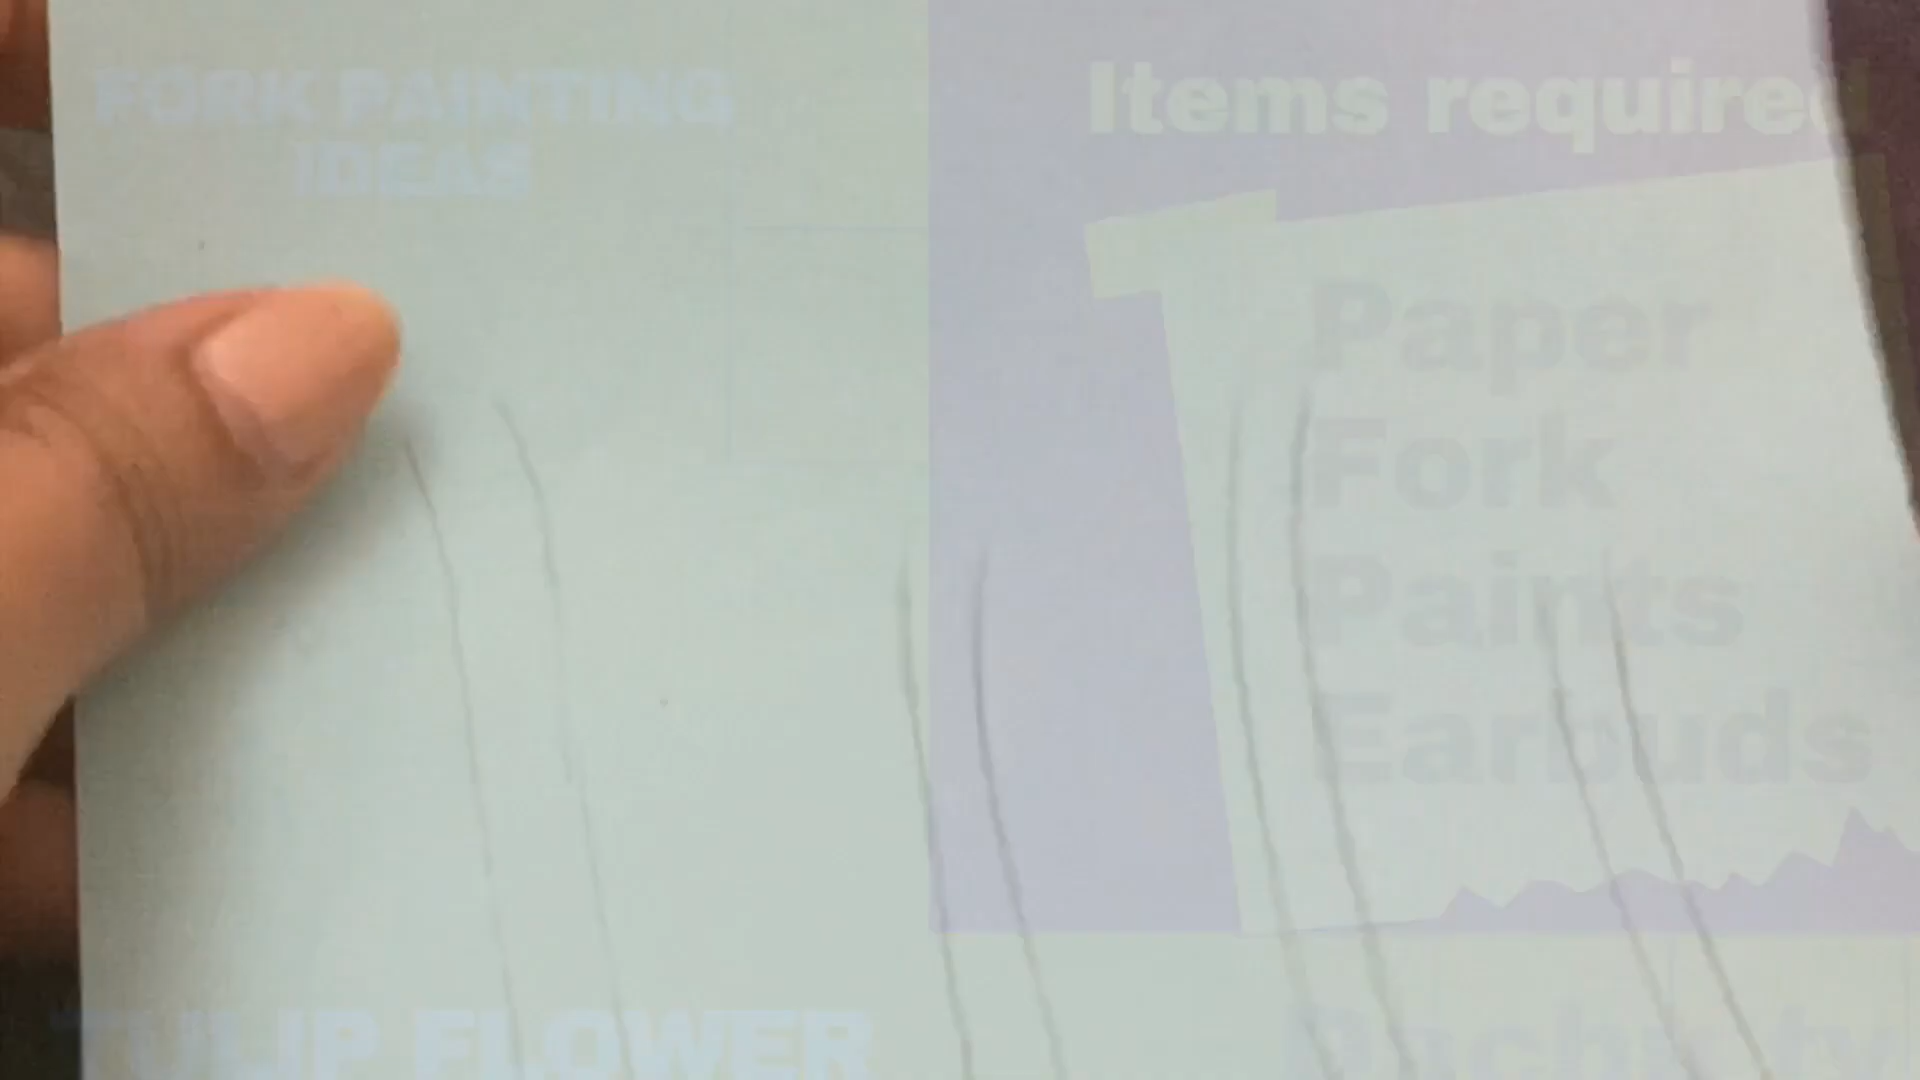 FORK PAINTING
IDEAS
Items required
Paper
Fork
Paints
Earbuds
TULIP FLOWER